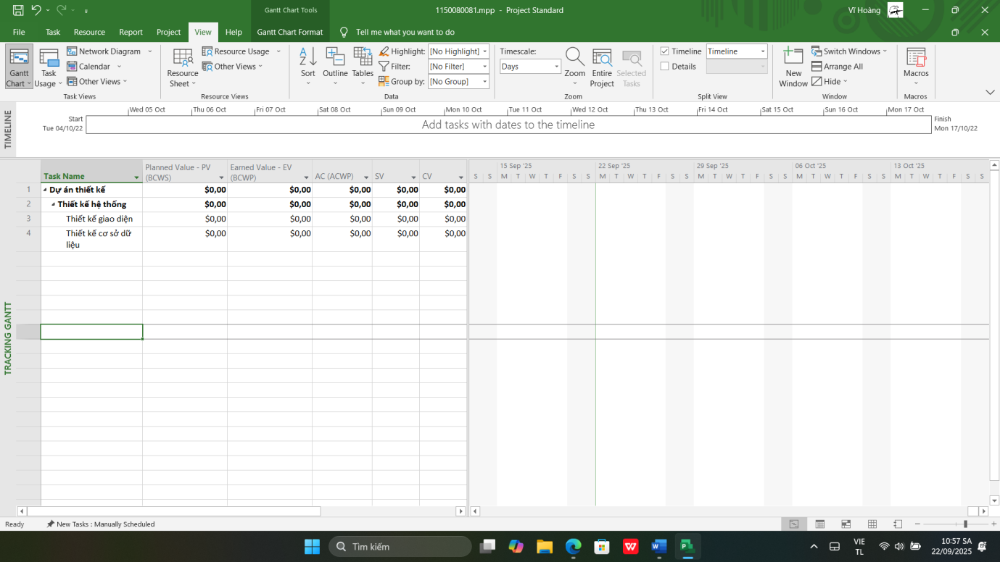 Gantt Chart Tools
1150080081.mpp - Project Standard
Vĩ Hoàng
File Task Resource Report Project View Help Gantt Chart Format Tell me what you want to do
Gantt Chart
Task Usage
Network Diagram
Calendar
Other Views
Task Views
Resource Sheet
Resource Usage
Other Views
Resource Views
Sort
Outline
Tables
Highlight: [No Highlight]
Filter: [No Filter]
Group by: [No Group]
Data
Timescale:
Days
Zoom
Entire Project
Selected Tasks
Zoom
Timeline Timeline
Details
Split View
New Window
Switch Windows
Arrange All
Hide
Window
Macros
Macros
TIMELINE
Wed 05 Oct Thu 06 Oct Fri 07 Oct Sat 08 Oct Sun 09 Oct Mon 10 Oct Tue 11 Oct Wed 12 Oct Thu 13 Oct Fri 14 Oct Sat 15 Oct Sun 16 Oct Mon 17 Oct
Start
Tue 04/10/22
Add tasks with dates to the timeline
Finish
Mon 17/10/22
Task Name
Planned Value - PV (BCWS)
Earned Value - EV (BCWP)
AC (ACWP)
SV
CV
15 Sep '25 22 Sep '25 29 Sep '25 06 Oct '25 13 Oct '25
S S M T W T F S S M T W T F S S M T W T F S S M T W T F S S M T W T F S S
1 Dự án thiết kế $0,00 $0,00 $0,00 $0,00 $0,00
2 Thiết kế hệ thống $0,00 $0,00 $0,00 $0,00 $0,00
3 Thiết kế giao diện $0,00 $0,00 $0,00 $0,00 $0,00
4 Thiết kế cơ sở dữ $0,00 $0,00 $0,00 $0,00 $0,00
liệu
TRACKING GANTT
Ready New Tasks : Manually Scheduled
Tìm kiếm
VIE
TL
10:57 SA
22/09/2025